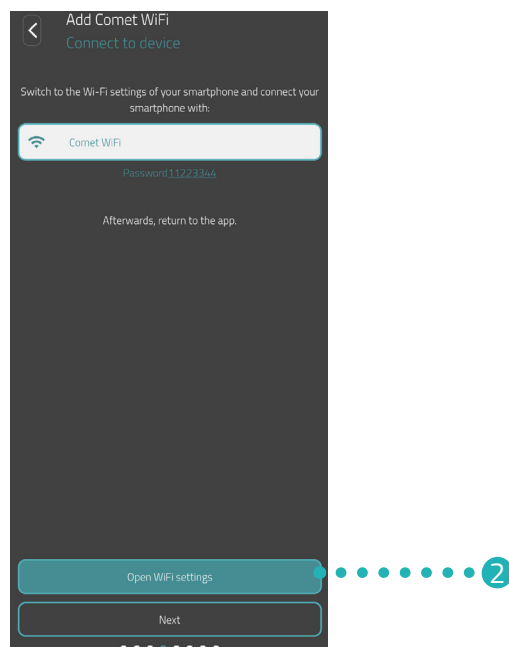 Add Comet WiFi
Connect to device
Switch to the Wi-Fi settings of your smartphone and connect your
smartphone with:
Comet WiFi
Password11223344
Afterwards, return to the app.
Open WiFi settings
2
Next